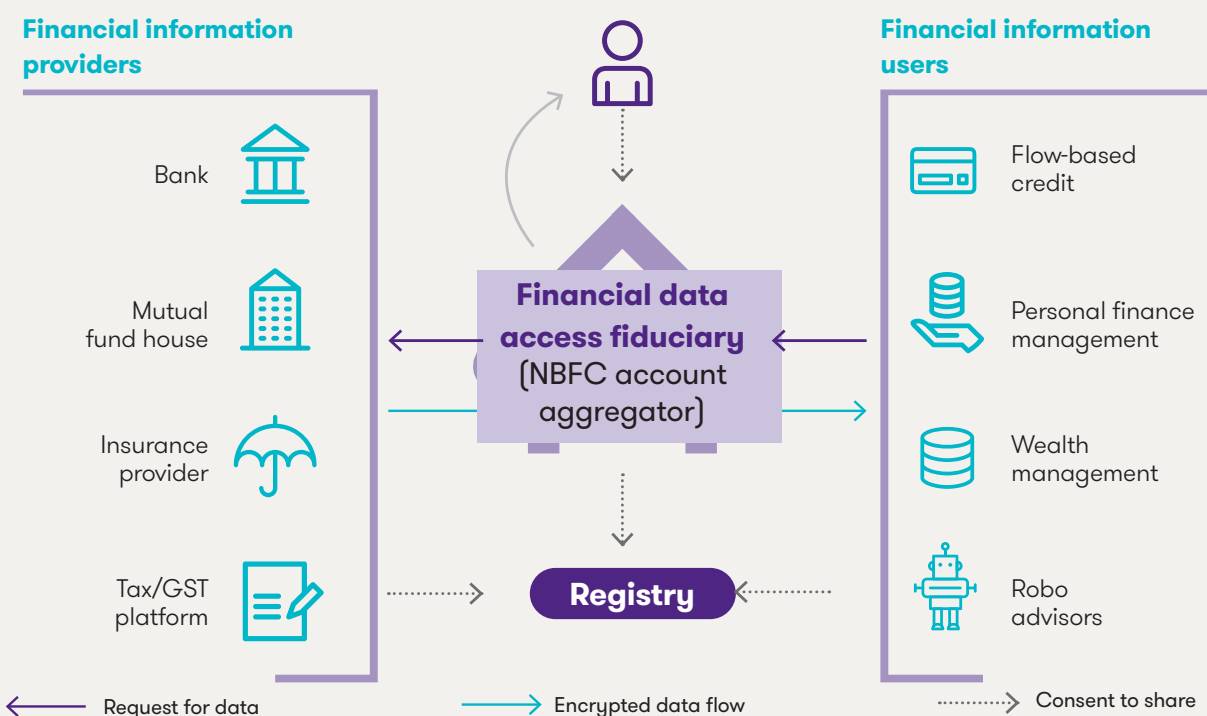 Financial information
providers
Financial information
users
Bank
Flow-based
credit
Financial data
access fiduciary
(NBFC account
aggregator)
Mutual
fund house
Personal finance
management
Insurance
provider
Wealth
management
Tax/GST
platform
Registry
Robo
advisors
Request for data
Encrypted data flow
Consent to share